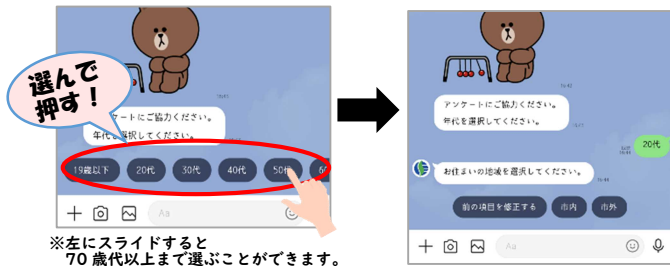 選んで
押す!
アンケートにご協力ください。
年代を選択してください。
19歳以下
20代
30代
40代
50代
Aa
※左にスライドすると
70歳代以上まで選ぶことができます。
アンケートにご協力ください。
年代を選択してください。
20代
お住まいの地域を選択してください。
前の項目を修正する
市内
市外
Aa